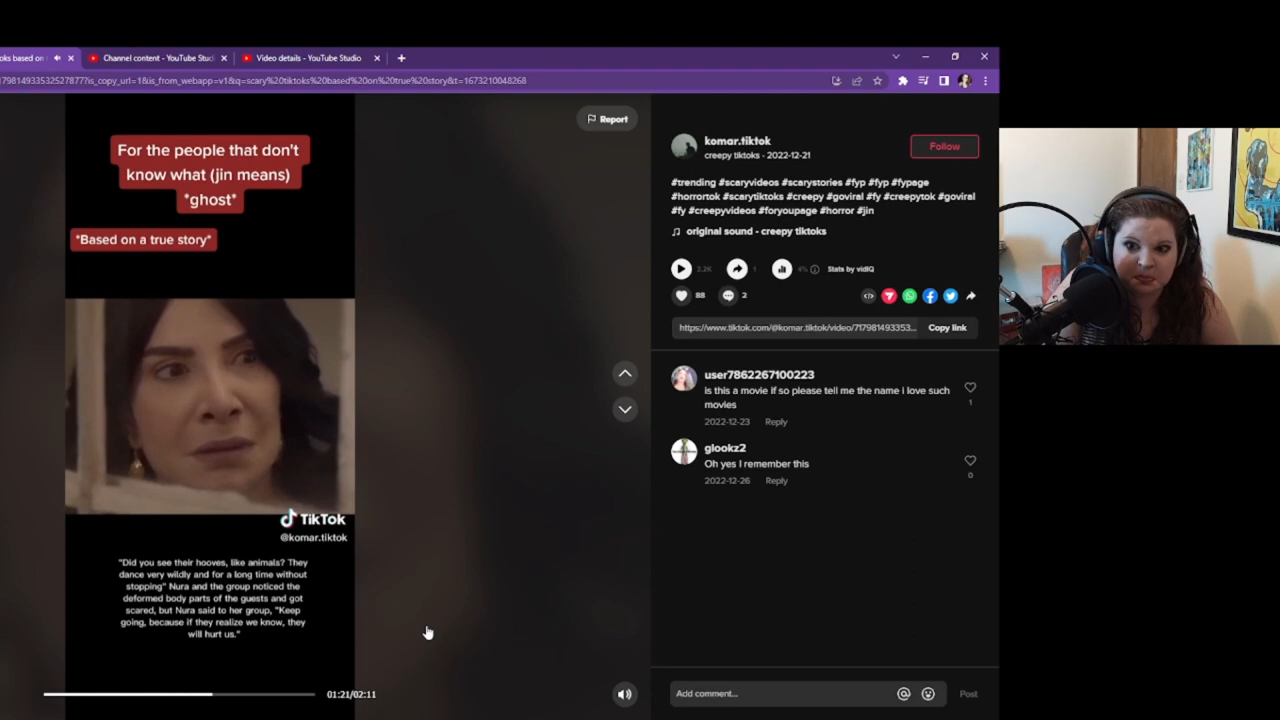 oks based on
Channel content - YouTube Stud
Video details - YouTube Studio
7981493353252787​7?is_copy_url=1&is_from_webapp=v1&q=scary%20tiktoks%20based%20on%20true%20story&t=1673210048268
For the people that don't
know what (jin means)
*ghost*
*Based on a true story*
TikTok
@komar.tiktok
"Did you see their hooves, like animals? They
dance very wildly and for a long time without
stopping" Nura and the group noticed the
deformed body parts of the guests and got
scared, but Nura said to her group, "Keep
going, because if they realize we know, they
will hurt us."
01:21/02:11
Report
komar.tiktok
creepy tiktoks - 2022-12-21
Follow
#trending #scaryvideos #scarystories #fyp #fyp #fypage
#horrortok #scarytiktoks #creepy #goviral #fy #creepytok #goviral
#fy #creepyvideos #foryoupage #horror #jin
original sound - creepy tiktoks
2.2K
1
4%
Stats by vidIQ
88
2
https://www.tiktok.com/@komar.tiktok/video/717981493353...
Copy link
user7862267100223
is this a movie if so please tell me the name i love such
movies
1
2022-12-23 Reply
glookz2
Oh yes I remember this
0
2022-12-26 Reply
Add comment...
Post